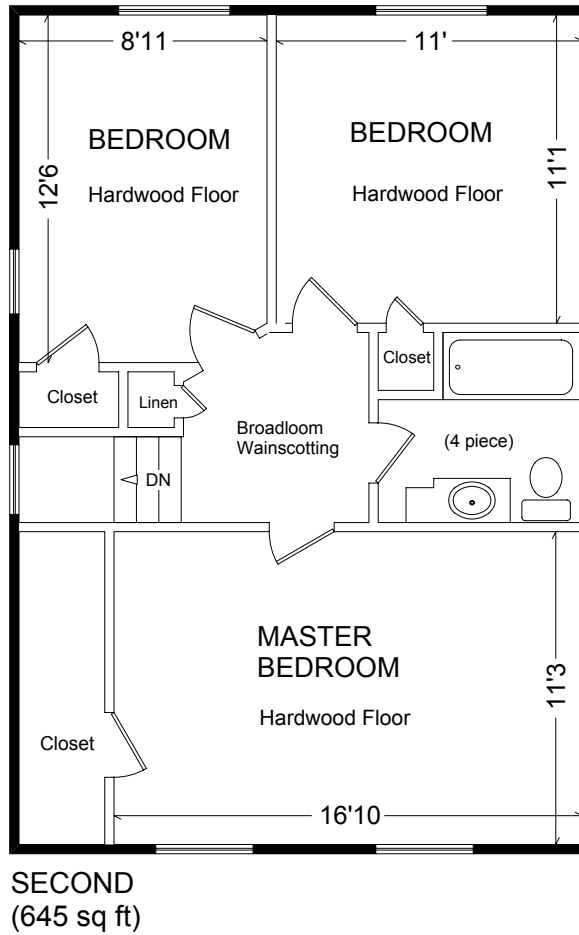 8'11
11'
BEDROOM
Hardwood Floor
12'6
BEDROOM
Hardwood Floor
11'1
Closet
Linen
Closet
Broadloom
Wainscotting
(4 piece)
DN
MASTER
BEDROOM
Hardwood Floor
11'3
Closet
16'10
SECOND
(645 sq ft)